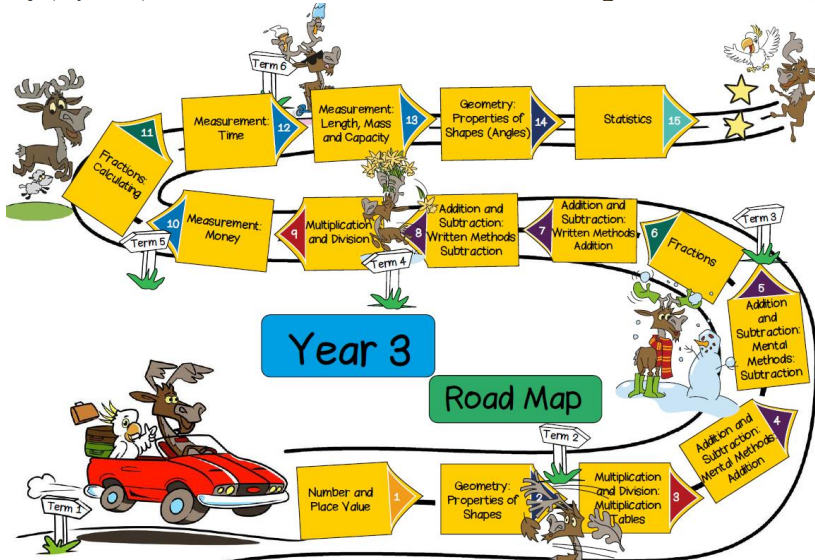 Year 3
Road Map
Term 1
Number and
Place Value
1
Geometry:
Properties of
Shapes
2
Term 2
Multiplication
and Division:
Multiplication
Tables
3
Addition and
Subtraction:
Mental Methods:
Addition
4
Addition
and
Subtraction:
Mental
Methods:
Subtraction
5
Term 3
Fractions
6
Addition and
Subtraction:
Written Methods
Addition
7
Addition and
Subtraction:
Written Methods
Subtraction
8
Term 4
Multiplication
and Division
9
Measurement:
Money
10
Term 5
Fractions:
Calculating
11
Measurement:
Time
12
Term 6
Measurement:
Length, Mass
and Capacity
13
Geometry:
Properties of
Shapes (Angles)
14
Statistics
15